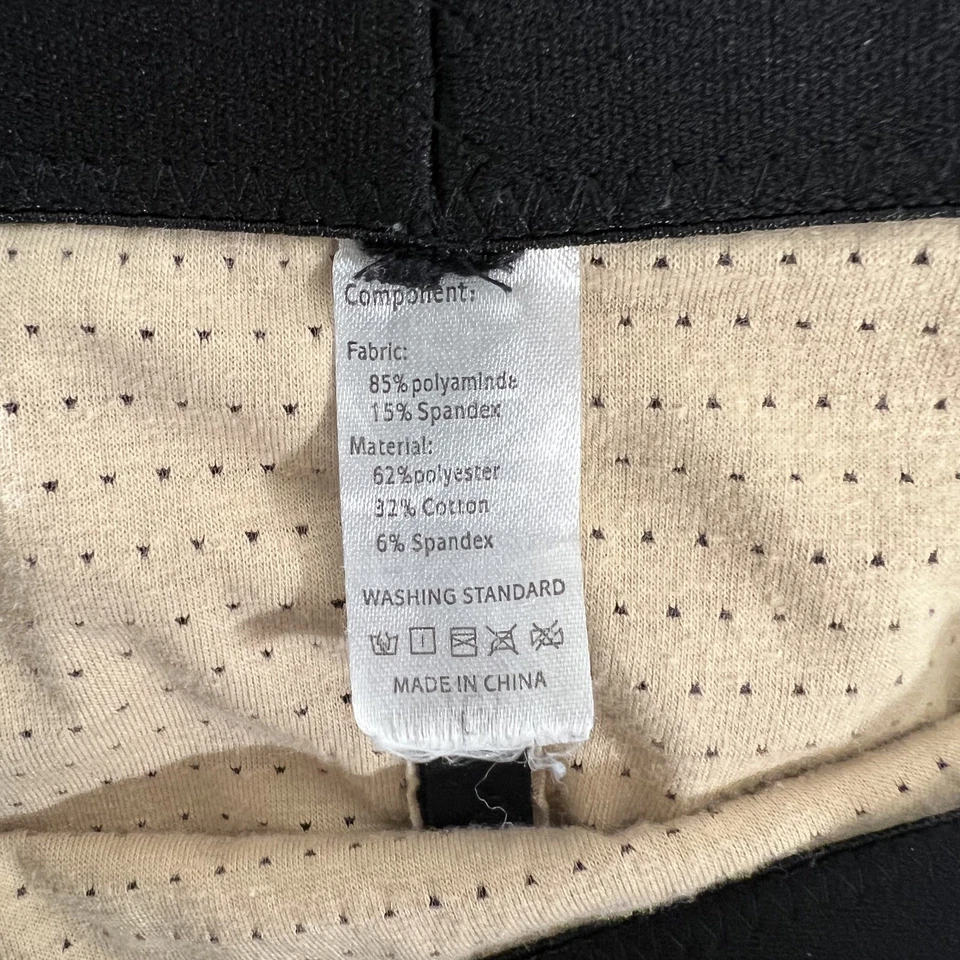 Component:
Fabric:
85% polyaminde
15% Spandex
Material:
62%polyester
32% Cotton
6% Spandex
WASHING STANDARD
MADE IN CHINA